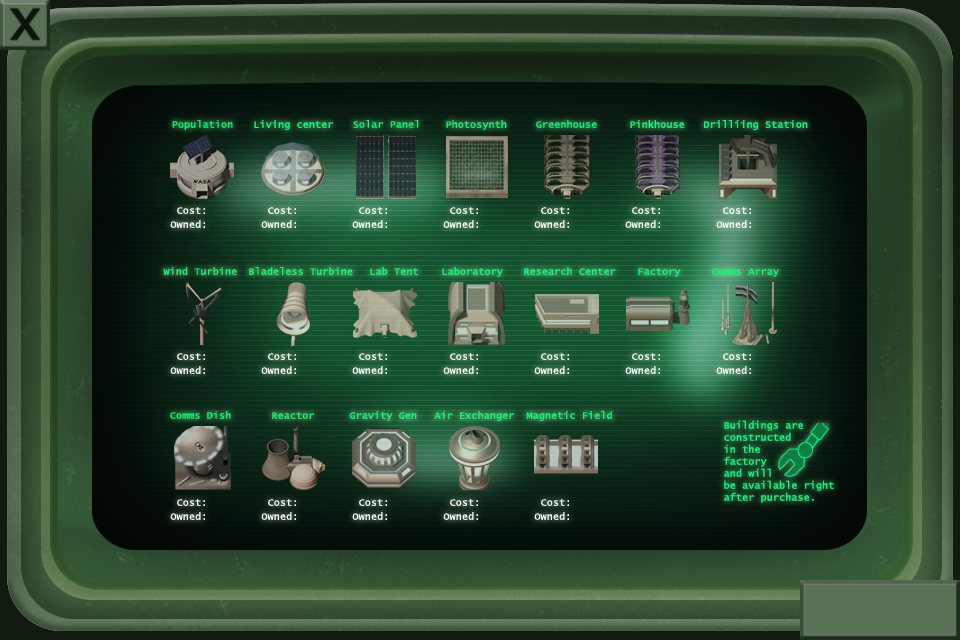 X
Population Living center Solar Panel Photosynth Greenhouse Pinkhouse Drilliing Station
NASA
Cost: Cost: Cost: Cost: Cost: Cost: Cost:
Owned: Owned: Owned: Owned: Owned: Owned: Owned:
Wind Turbine Bladeless Turbine Lab Tent Laboratory Research Center Factory Comms Array
Cost: Cost: Cost: Cost: Cost: Cost: Cost:
Owned: Owned: Owned: Owned: Owned: Owned: Owned:
Comms Dish Reactor Gravity Gen Air Exchanger Magnetic Field
Cost: Cost: Cost: Cost: Cost:
Owned: Owned: Owned: Owned: Owned:
Buildings are
constructed
in the
factory
and will
be available right
after purchase.